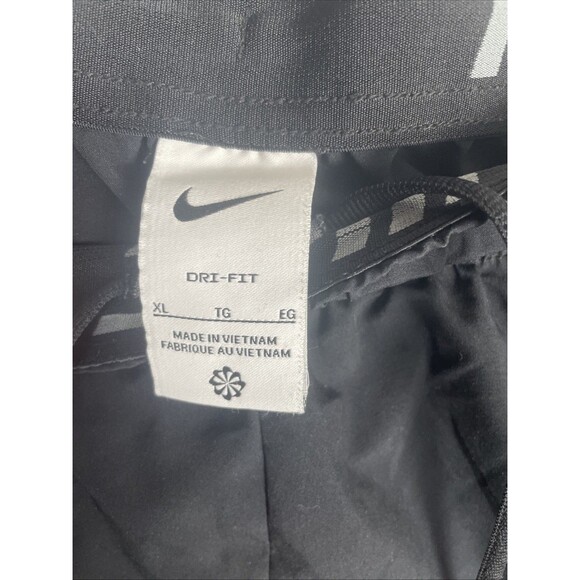 DRI-FIT
XL TG EG
MADE IN VIETNAM
FABRIQUE AU VIETNAM